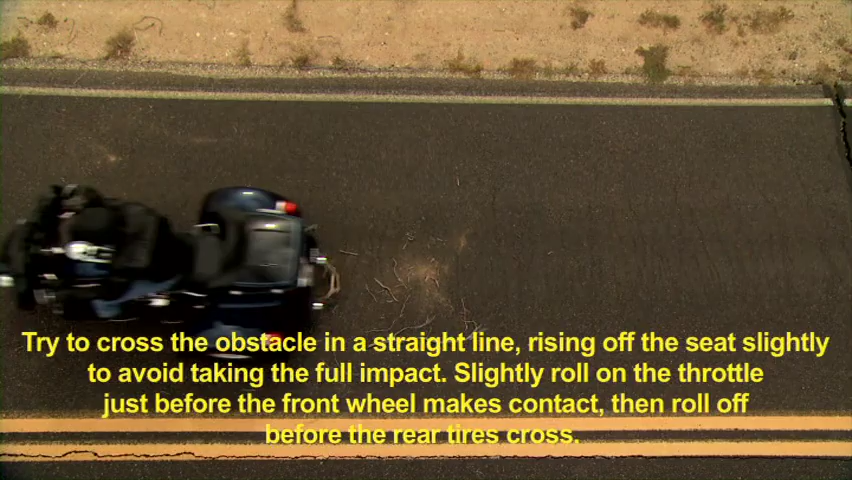 Try to cross the obstacle in a straight line, rising off the seat slightly
to avoid taking the full impact. Slightly roll on the throttle
just before the front wheel makes contact, then roll off
before the rear tires cross.